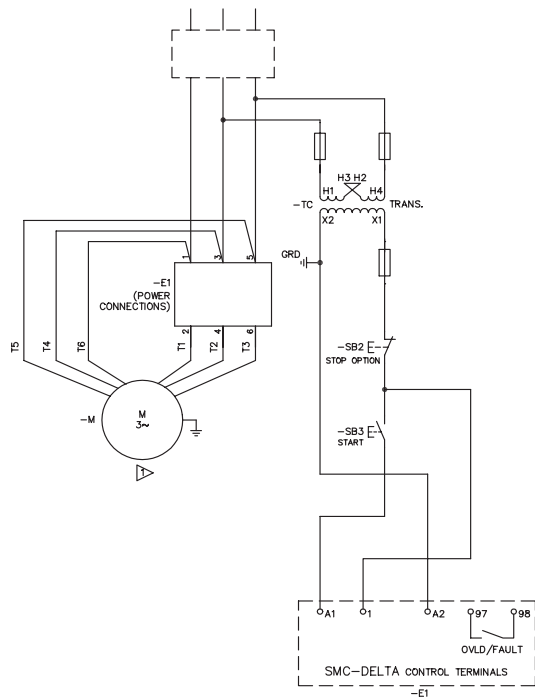 H3 H2
H1
H4
-TC
TRANS.
X2
X1
GRD
1
3
5
-E1
(POWER
CONNECTIONS)
2
4
6
T5
T4
T6
T1
T2
T3
-SB2
STOP OPTION
-M
M
3~
-SB3
START
1
A1
1
A2
97
98
OVLD/FAULT
SMC-DELTA CONTROL TERMINALS
-E1